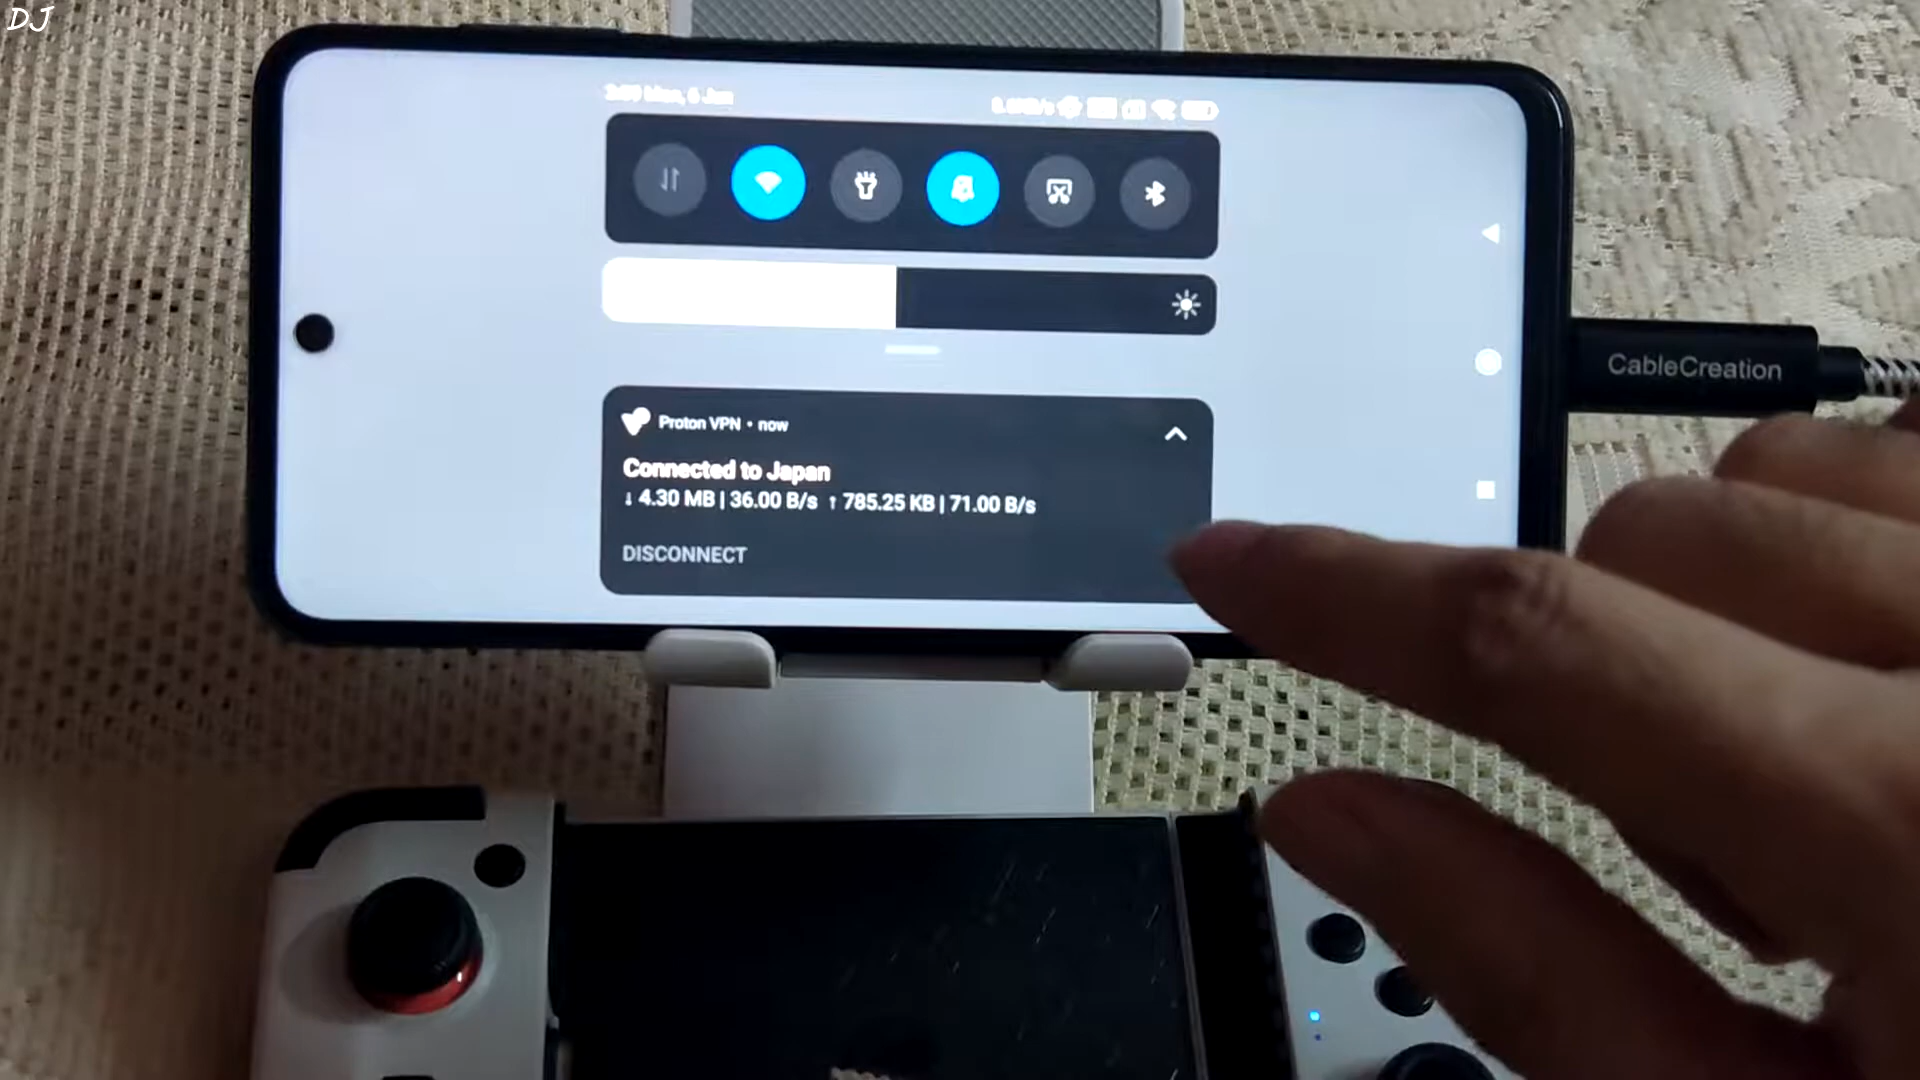 DJ
Proton VPN • now
Connected to Japan
↓ 4.30 MB | 36.00 B/s ↑ 785.25 KB | 71.00 B/s
DISCONNECT
CableCreation